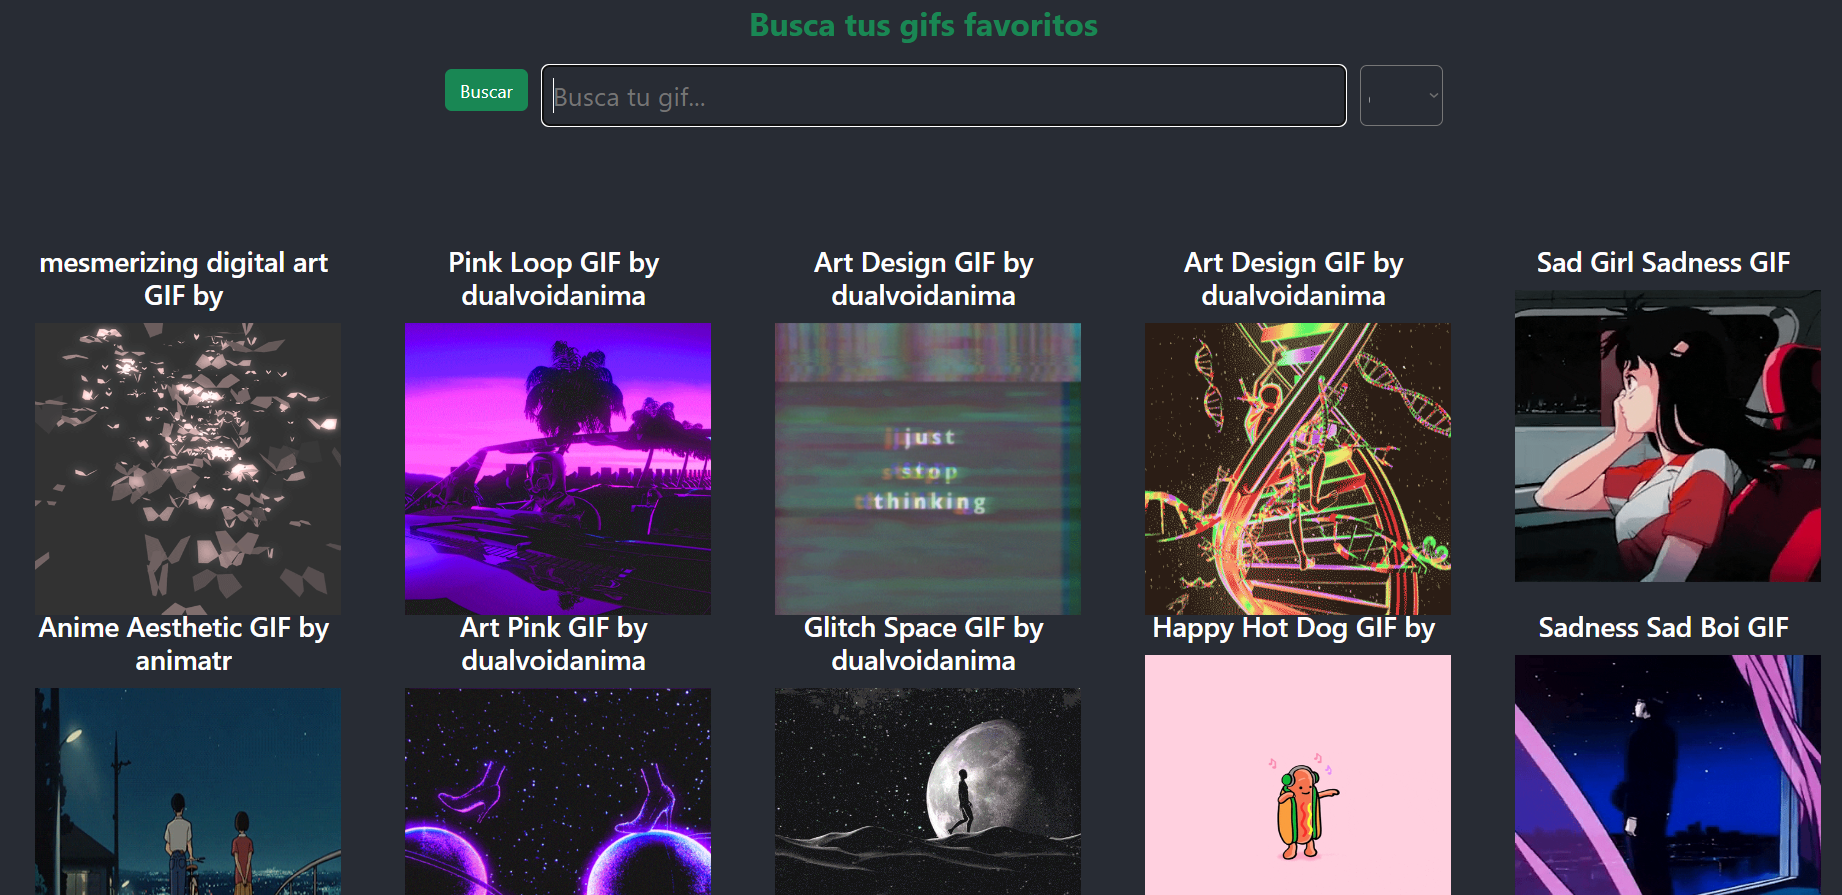 Busca tus gifs favoritos
Buscar
Busca tu gif...
mesmerizing digital art
GIF by
Pink Loop GIF by
dualvoidanima
Art Design GIF by
dualvoidanima
Art Design GIF by
dualvoidanima
Sad Girl Sadness GIF
just
stop
thinking
Anime Aesthetic GIF by
animatr
Art Pink GIF by
dualvoidanima
Glitch Space GIF by
dualvoidanima
Happy Hot Dog GIF by
Sadness Sad Boi GIF